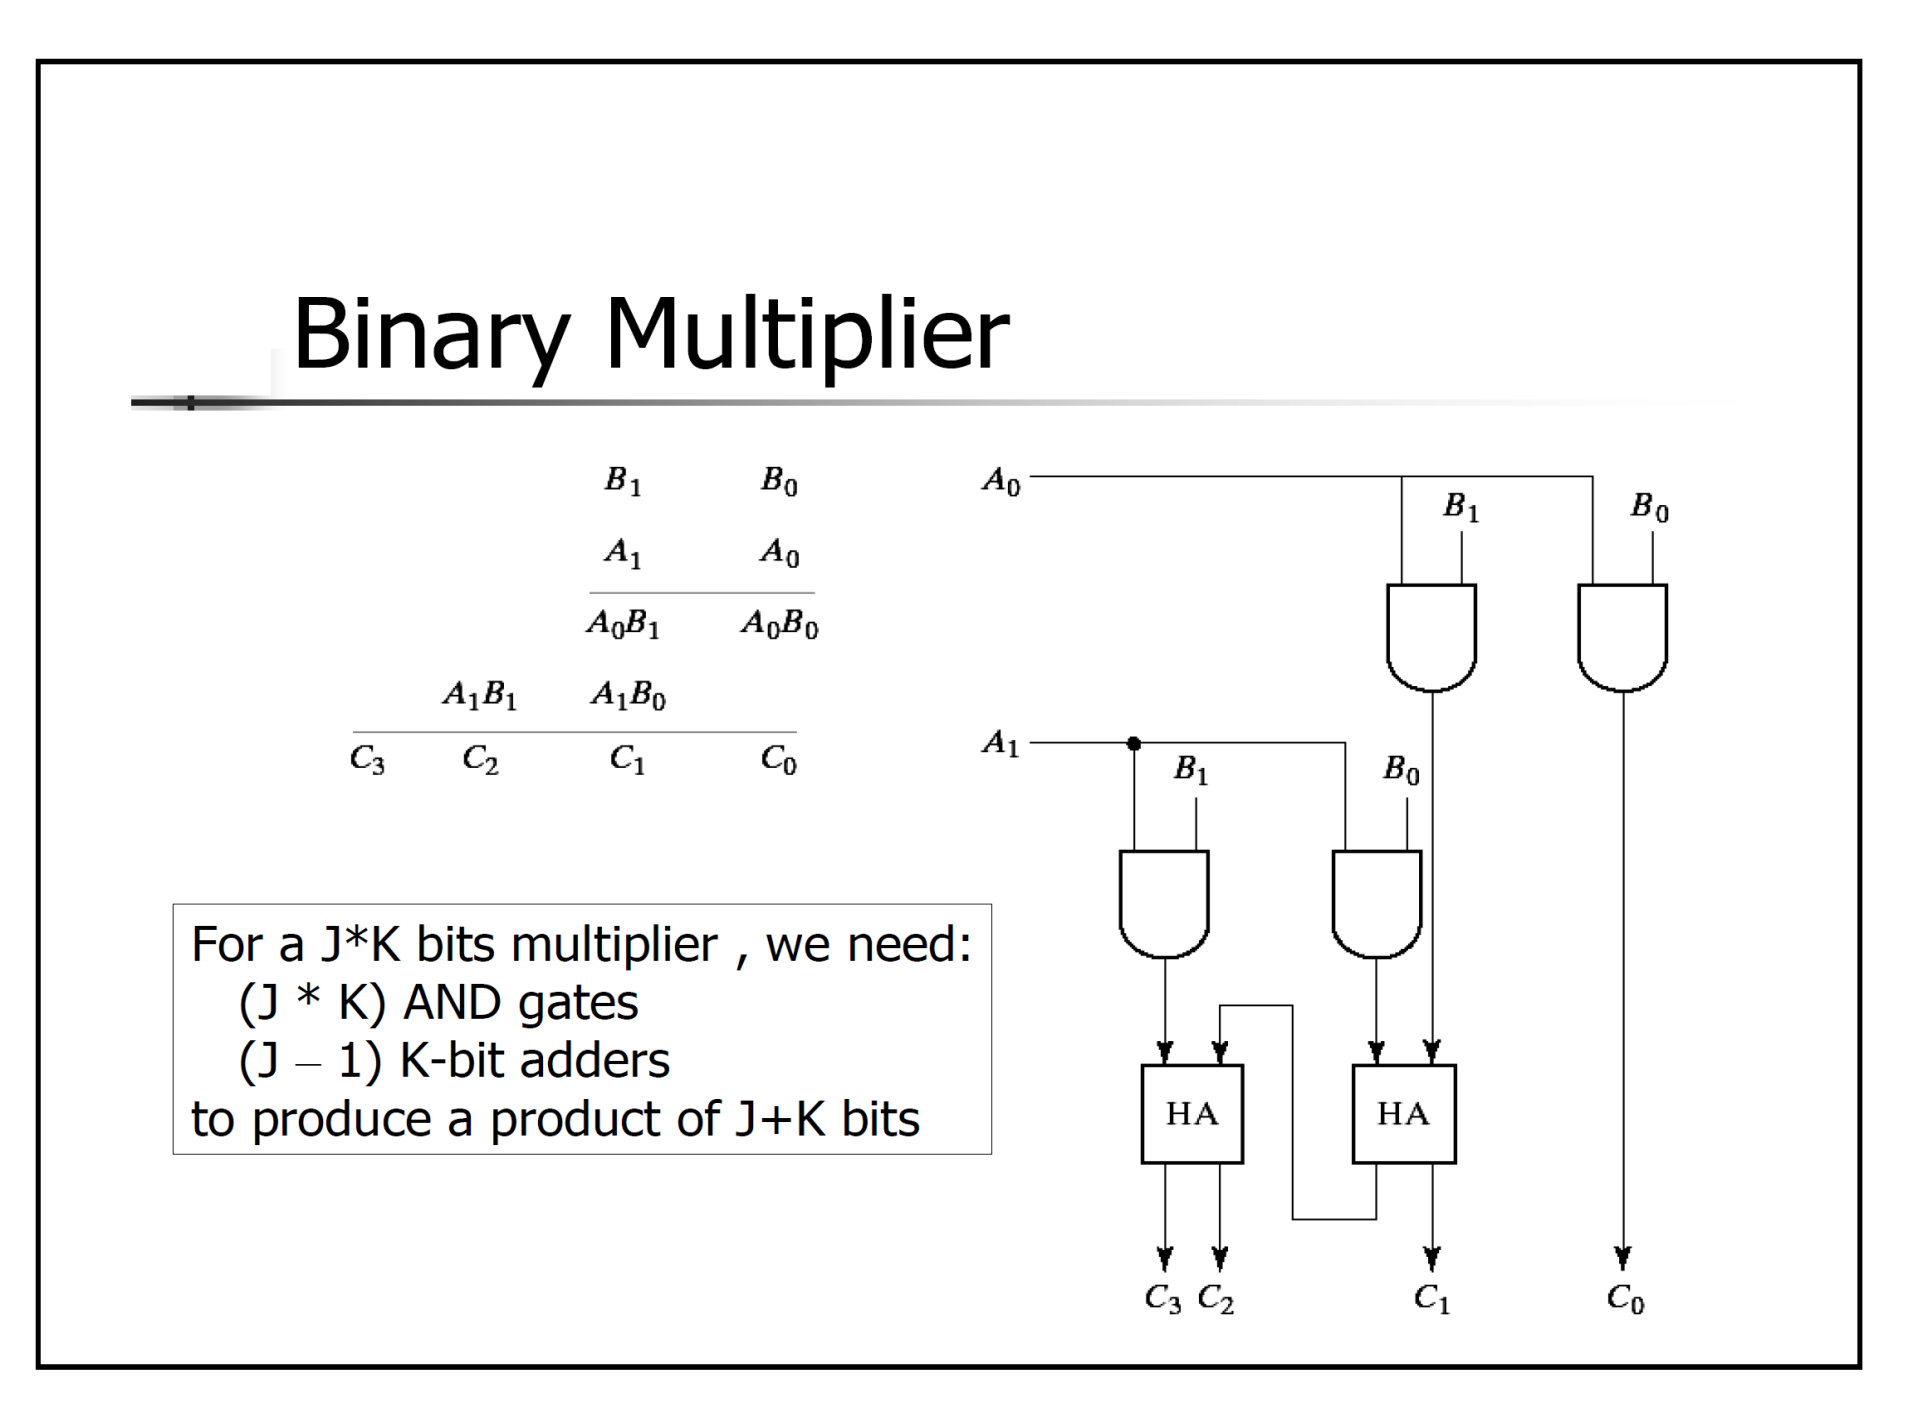 Binary Multiplier
B₁ B₀
A₁ A₀
A₀B₁ A₀B₀
A₁B₁ A₁B₀
C₃ C₂ C₁ C₀
For a J*K bits multiplier , we need:
(J * K) AND gates
(J – 1) K-bit adders
to produce a product of J+K bits
A₀
B₁ B₀
A₁
B₁ B₀
HA HA
C₃ C₂ C₁ C₀